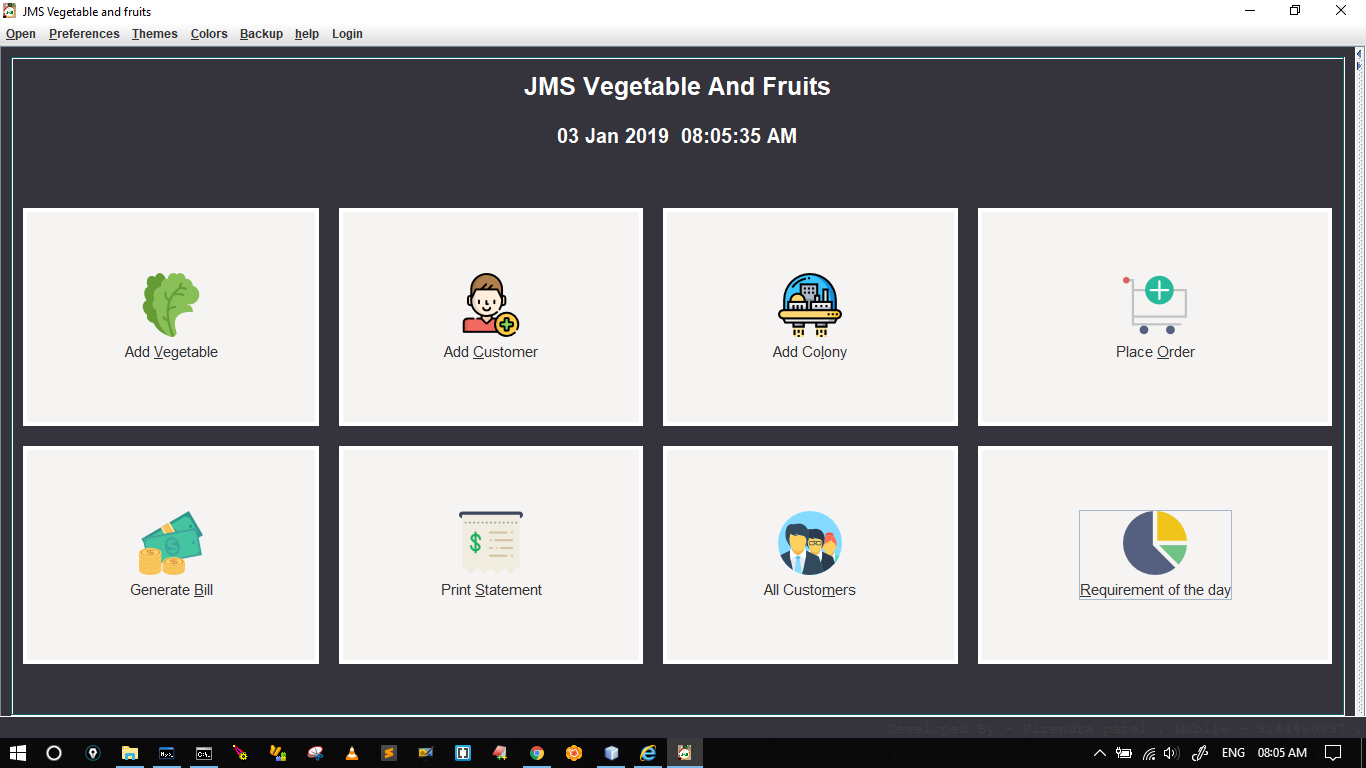 JMS Vegetable and fruits
Open Preferences Themes Colors Backup help Login
JMS Vegetable And Fruits
03 Jan 2019 08:05:35 AM
Add Vegetable
Add Customer
Add Colony
Place Order
Generate Bill
Print Statement
All Customers
Requirement of the day
Developed By - Virendra patel
Mobile -
ENG 08:05 AM